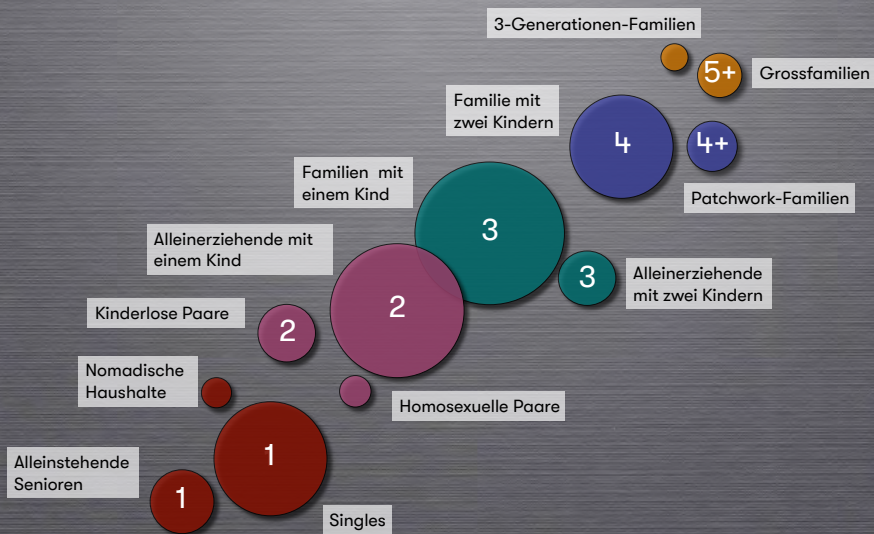 3-Generationen-Familien
5+
Grossfamilien
Familie mit
zwei Kindern
4
4+
Patchwork-Familien
Familien mit
einem Kind
3
Alleinerziehende mit
einem Kind
3
Alleinerziehende
mit zwei Kindern
2
Kinderlose Paare
2
Nomadische
Haushalte
Homosexuelle Paare
1
Alleinstehende
Senioren
1
Singles